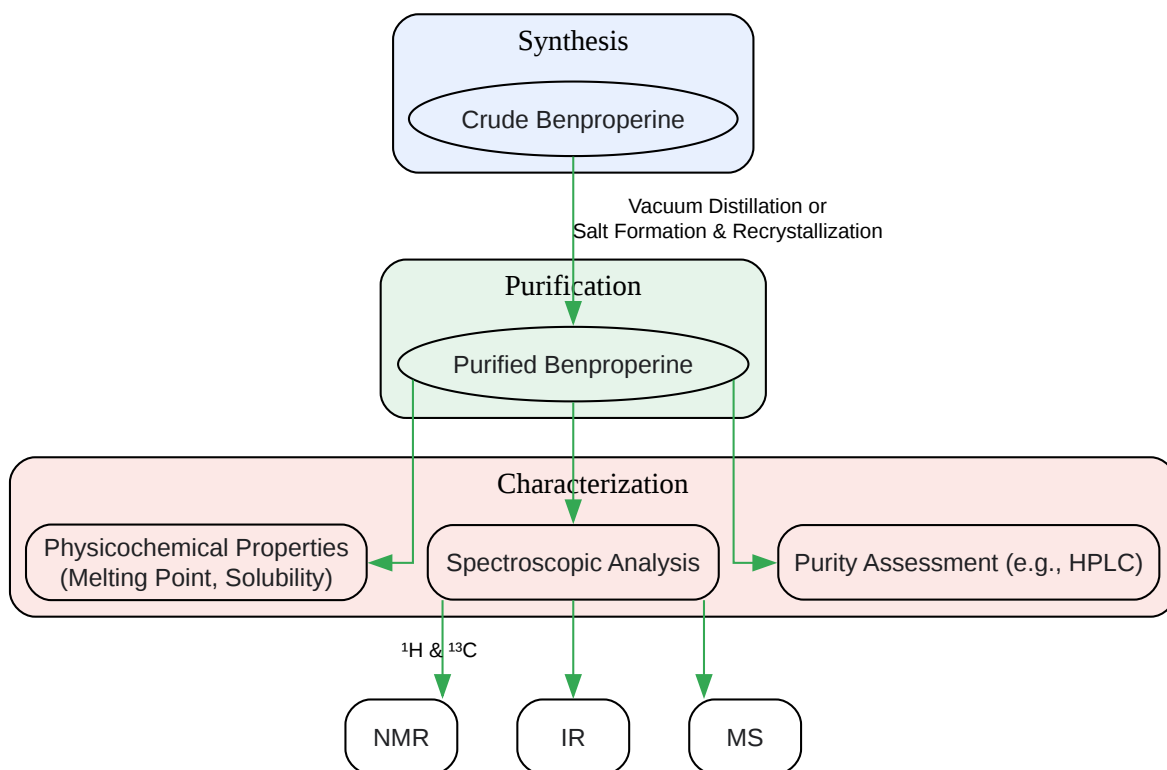 Synthesis
Crude Benproperine
Vacuum Distillation or
Salt Formation & Recrystallization
Purification
Purified Benproperine
Characterization
Physicochemical Properties
(Melting Point, Solubility)
Spectroscopic Analysis
Purity Assessment (e.g., HPLC)
¹H & ¹³C
NMR
IR
MS